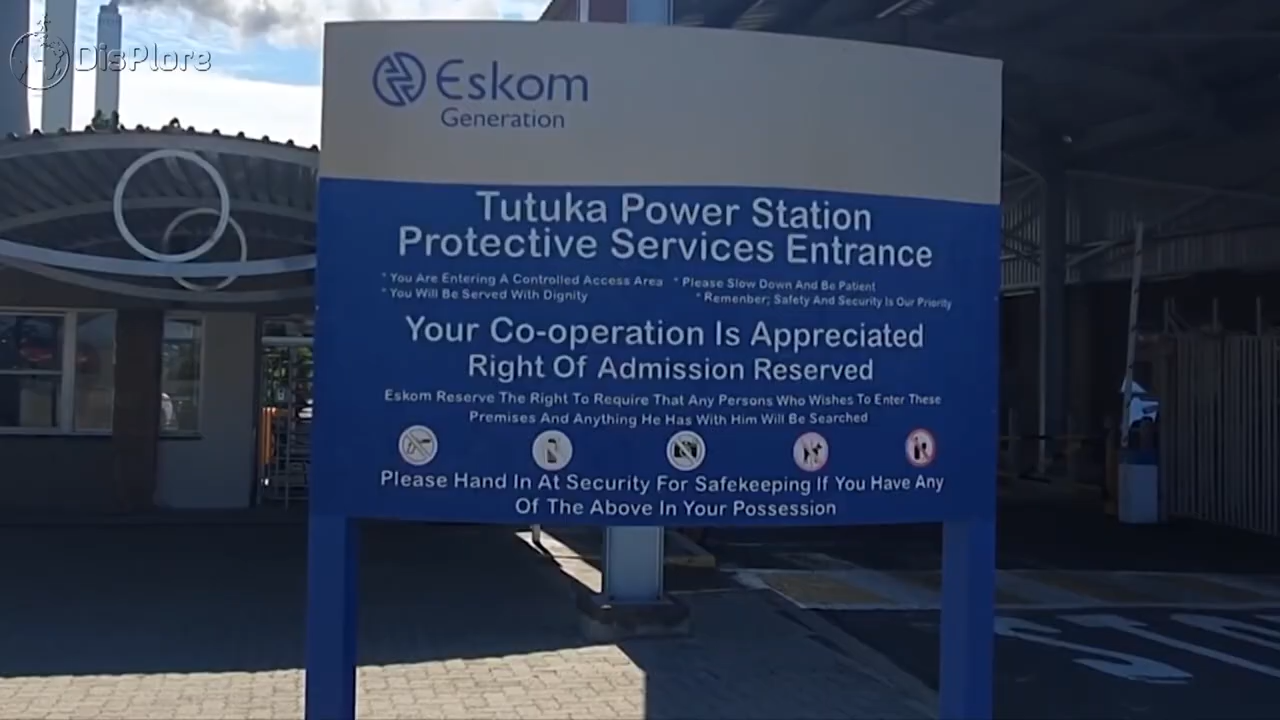 DisPlore
Eskom
Generation
Tutuka Power Station
Protective Services Entrance
* You Are Entering A Controlled Access Area * Please Slow Down And Be Patient
* You Will Be Served With Dignity * Remenber; Safety And Security Is Our Priority
Your Co-operation Is Appreciated
Right Of Admission Reserved
Eskom Reserve The Right To Require That Any Persons Who Wishes To Enter These
Premises And Anything He Has With Him Will Be Searched
Please Hand In At Security For Safekeeping If You Have Any
Of The Above In Your Possession